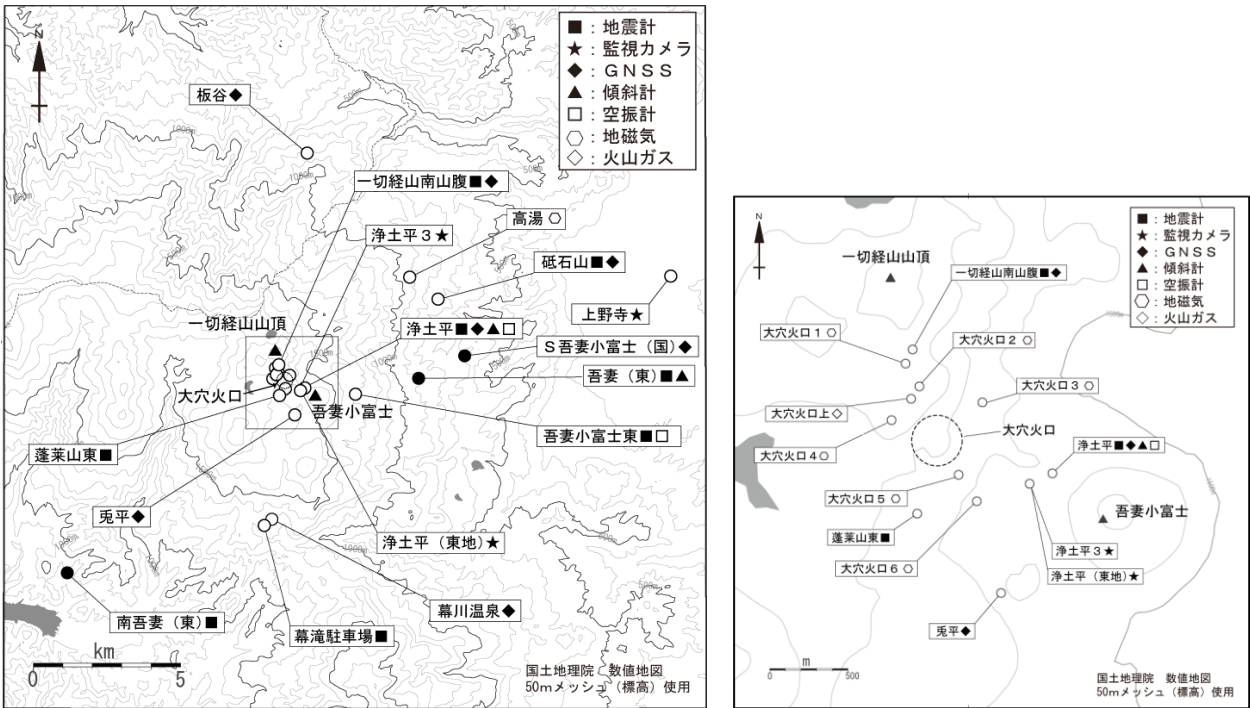 N
■：地震計
★：監視カメラ
◆：ＧＮＳＳ
▲：傾斜計
□：空振計
⬡：地磁気
◇：火山ガス
板谷◆
500m
1000m
1000m
500m
一切経山南山腹■◆
高湯⬡
浄土平３★
砥石山■◆
上野寺★
一切経山山頂
浄土平■◆▲□
Ｓ吾妻小富士（国）◆
1500m
1000m
吾妻（東）■▲
大穴火口
吾妻小富士
吾妻小富士東■□
蓬莱山東■
兎平◆
浄土平（東地）★
1000m
500m
幕川温泉◆
南吾妻（東）■
幕滝駐車場■
km
0 5
国土地理院　数値地図
50ｍメッシュ（標高）使用
N
■：地震計
★：監視カメラ
◆：ＧＮＳＳ
▲：傾斜計
□：空振計
⬡：地磁気
◇：火山ガス
一切経山山頂
一切経山南山腹■◆
大穴火口１⬡
大穴火口２⬡
大穴火口３⬡
大穴火口上◇
大穴火口
大穴火口４⬡
浄土平■◆▲□
大穴火口５⬡
吾妻小富士
蓬莱山東■
浄土平３★
大穴火口６⬡
浄土平（東地）★
兎平◆
m
0 500
国土地理院　数値地図
50ｍメッシュ（標高）使用